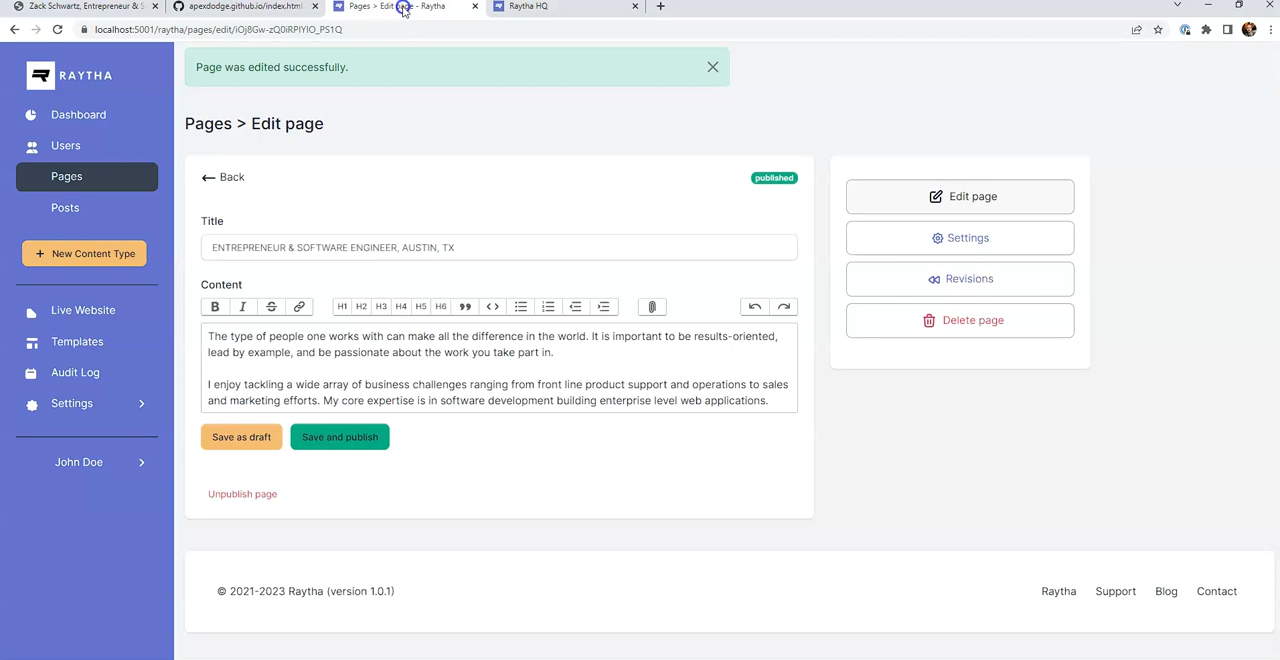 Zack Schwartz, Entrepreneur & S
apexdodge.github.io/index.html
Pages > Edit page - Raytha
Raytha HQ
localhost:5001/raytha/pages/edit/iOj8Gw-zQ0iRPIYIO_PS1Q
RAYTHA
Dashboard
Users
Pages
Posts
+ New Content Type
Live Website
Templates
Audit Log
Settings
John Doe
Page was edited successfully.
Pages > Edit page
Back
published
Title
ENTREPRENEUR & SOFTWARE ENGINEER, AUSTIN, TX
Content
B I S H1 H2 H3 H4 H5 H6
The type of people one works with can make all the difference in the world. It is important to be results-oriented,
lead by example, and be passionate about the work you take part in.
I enjoy tackling a wide array of business challenges ranging from front line product support and operations to sales
and marketing efforts. My core expertise is in software development building enterprise level web applications.
Save as draft
Save and publish
Unpublish page
Edit page
Settings
Revisions
Delete page
© 2021-2023 Raytha (version 1.0.1)
Raytha Support Blog Contact